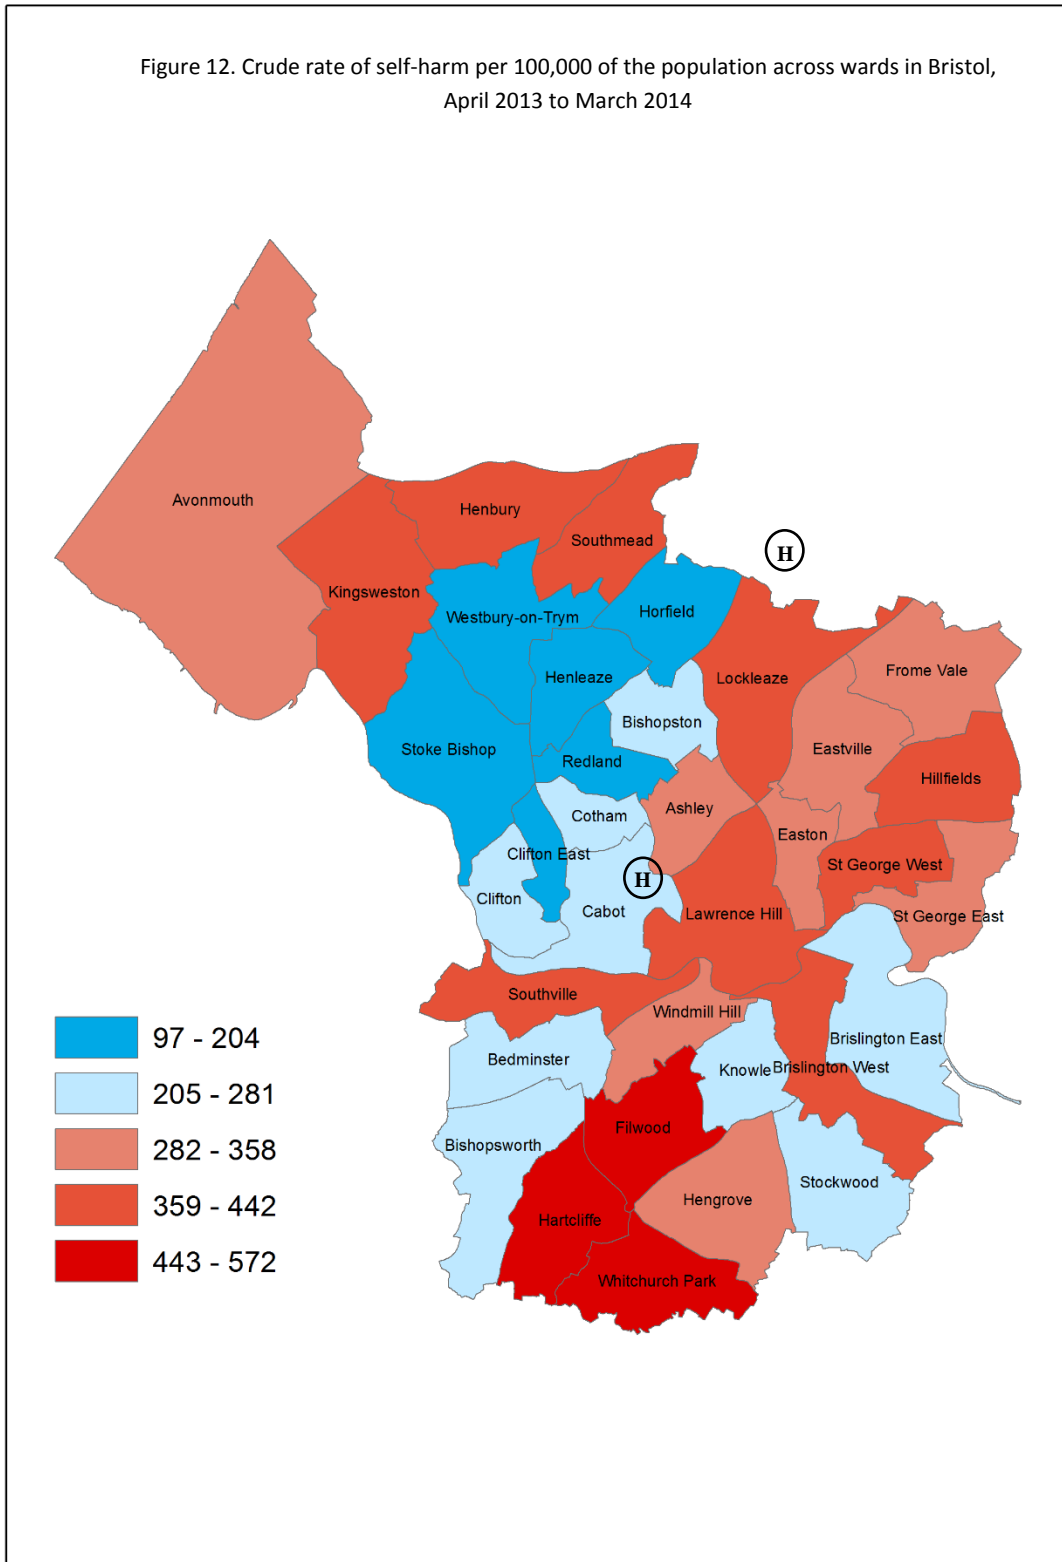 Figure 12. Crude rate of self-harm per 100,000 of the population across wards in Bristol,
April 2013 to March 2014
Avonmouth
Henbury
Southmead
H
Kingsweston
Westbury-on-Trym
Horfield
Henleaze
Lockleaze
Frome Vale
Bishopston
Stoke Bishop
Redland
Eastville
Hillfields
Cotham
Ashley
Easton
Clifton East
St George West
H
Clifton
Cabot
Lawrence Hill
St George East
Southville
Windmill Hill
97 - 204
Bedminster
Knowle
Brislington East
Brislington West
205 - 281
Filwood
282 - 358
Bishopsworth
Stockwood
359 - 442
Hartcliffe
Hengrove
443 - 572
Whitchurch Park